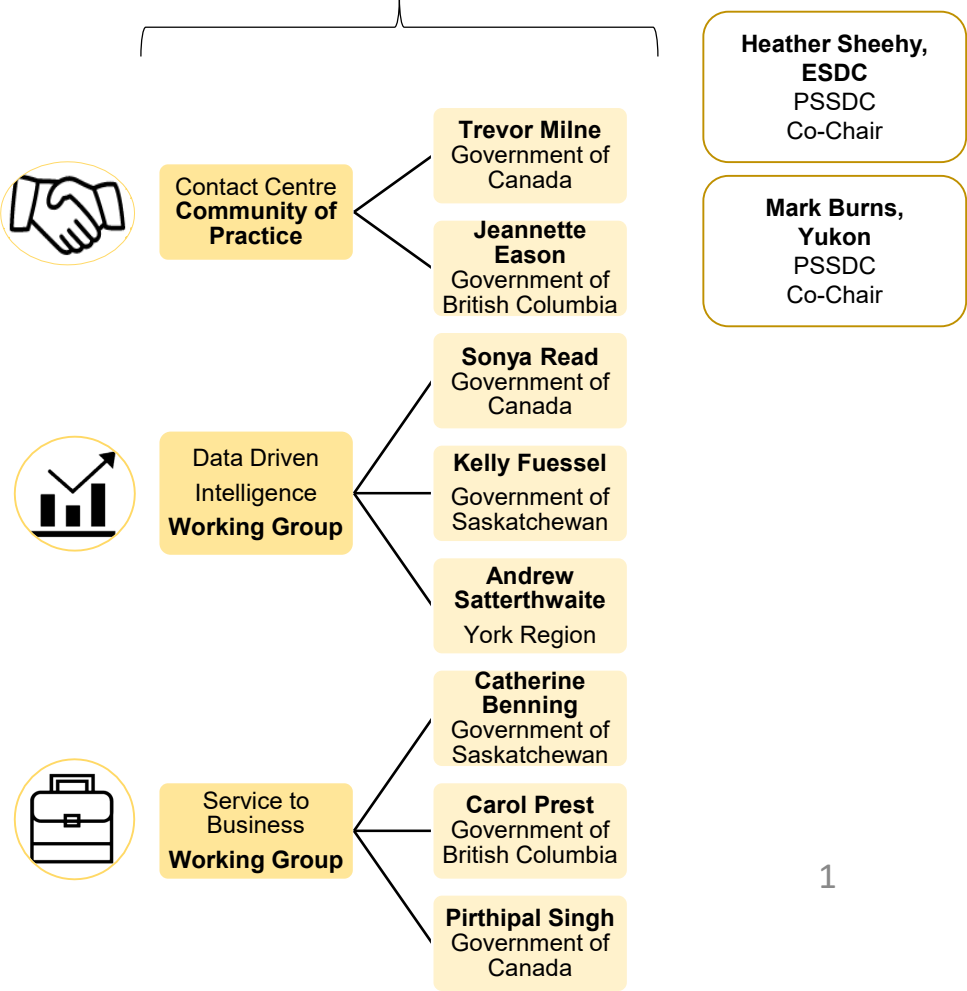 Heather Sheehy,
ESDC
PSSDC
Co-Chair
Mark Burns,
Yukon
PSSDC
Co-Chair
Contact Centre
Community of
Practice
Trevor Milne
Government of
Canada
Jeannette
Eason
Government of
British Columbia
Data Driven
Intelligence
Working Group
Sonya Read
Government of
Canada
Kelly Fuessel
Government of
Saskatchewan
Andrew
Satterthwaite
York Region
Service to
Business
Working Group
Catherine
Benning
Government of
Saskatchewan
Carol Prest
Government of
British Columbia
Pirthipal Singh
Government of
Canada
1